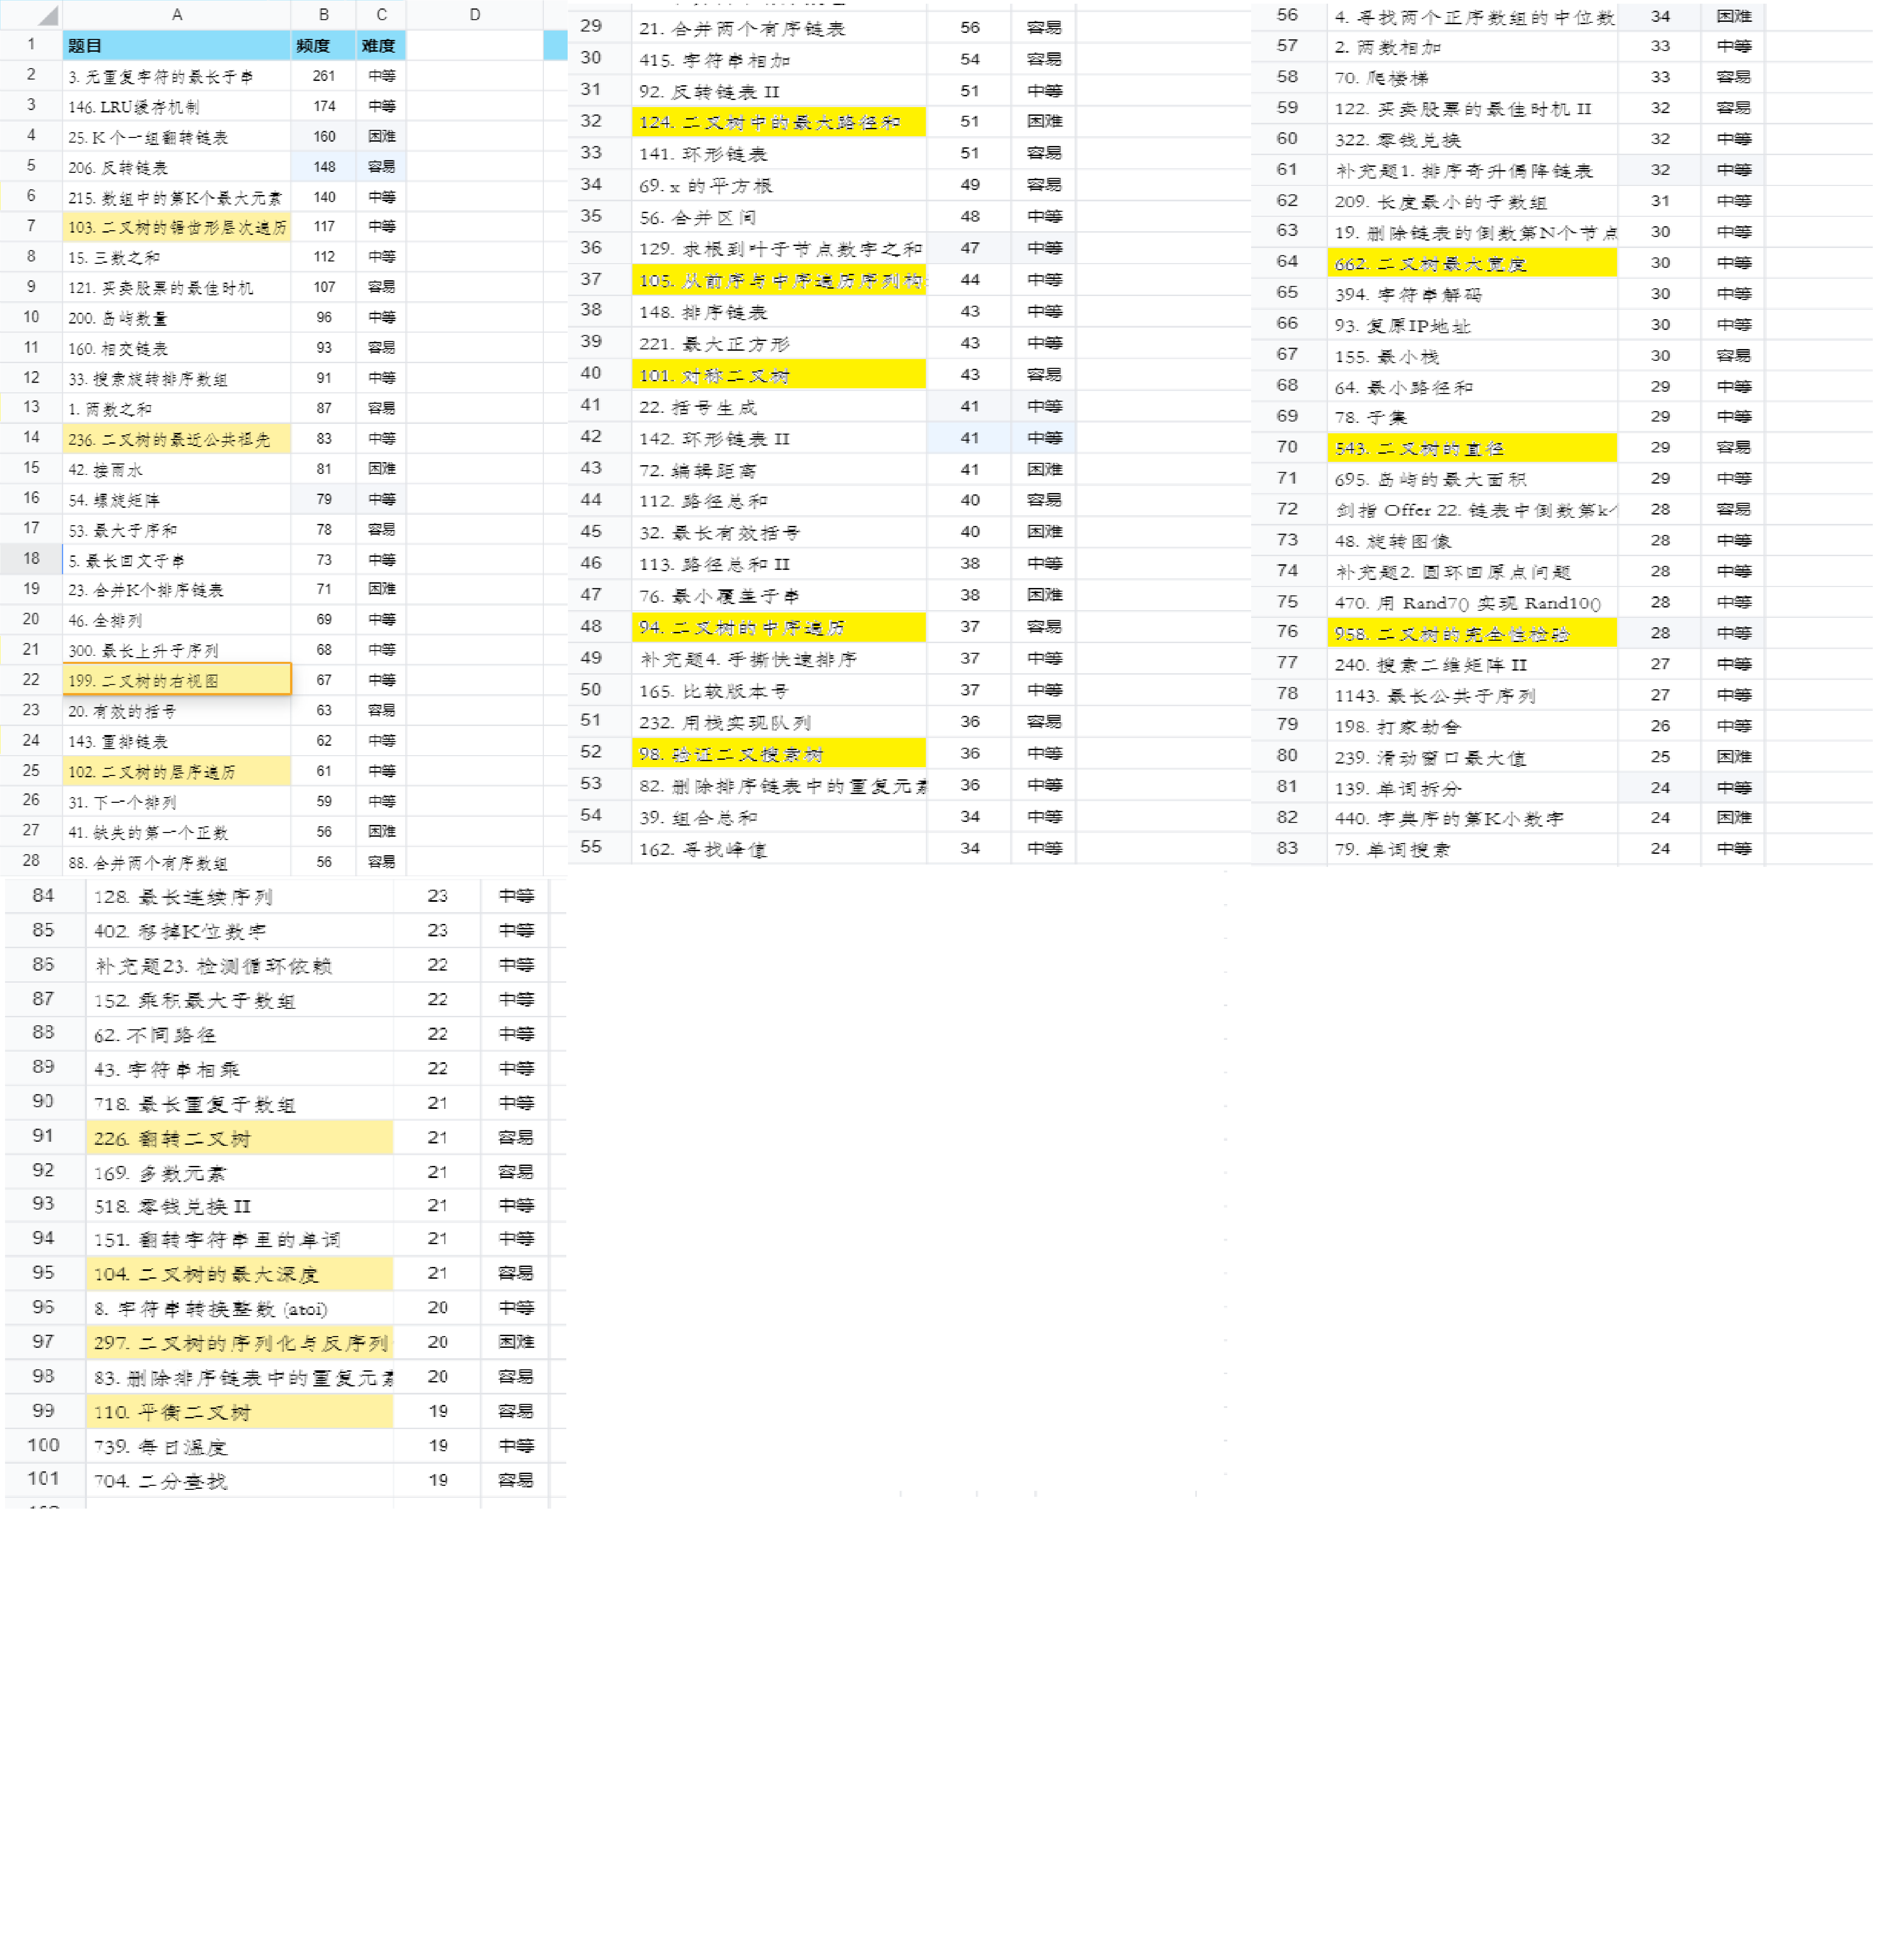 A B C D
1 题目 频度 难度
2 3. 无重复字符的最长子串 261 中等
3 146. LRU缓存机制 174 中等
4 25. K 个一组翻转链表 160 困难
5 206. 反转链表 148 容易
6 215. 数组中的第K个最大元素 140 中等
7 103. 二叉树的锯齿形层次遍历 117 中等
8 15. 三数之和 112 中等
9 121. 买卖股票的最佳时机 107 容易
10 200. 岛屿数量 96 中等
11 160. 相交链表 93 容易
12 33. 搜索旋转排序数组 91 中等
13 1. 两数之和 87 容易
14 236. 二叉树的最近公共祖先 83 中等
15 42. 接雨水 81 困难
16 54. 螺旋矩阵 79 中等
17 53. 最大子序和 78 容易
18 5. 最长回文子串 73 中等
19 23. 合并K个排序链表 71 困难
20 46. 全排列 69 中等
21 300. 最长上升子序列 68 中等
22 199. 二叉树的右视图 67 中等
23 20. 有效的括号 63 容易
24 143. 重排链表 62 中等
25 102. 二叉树的层序遍历 61 中等
26 31. 下一个排列 59 中等
27 41. 缺失的第一个正数 56 困难
28 88. 合并两个有序数组 56 容易
29 21. 合并两个有序链表 56 容易
30 415. 字符串相加 54 容易
31 92. 反转链表 II 51 中等
32 124. 二叉树中的最大路径和 51 困难
33 141. 环形链表 51 容易
34 69. x 的平方根 49 容易
35 56. 合并区间 48 中等
36 129. 求根到叶子节点数字之和 47 中等
37 105. 从前序与中序遍历序列构 44 中等
38 148. 排序链表 43 中等
39 221. 最大正方形 43 中等
40 101. 对称二叉树 43 容易
41 22. 括号生成 41 中等
42 142. 环形链表 II 41 中等
43 72. 编辑距离 41 困难
44 112. 路径总和 40 容易
45 32. 最长有效括号 40 困难
46 113. 路径总和 II 38 中等
47 76. 最小覆盖子串 38 困难
48 94. 二叉树的中序遍历 37 容易
49 补充题4. 手撕快速排序 37 中等
50 165. 比较版本号 37 中等
51 232. 用栈实现队列 36 容易
52 98. 验证二叉搜索树 36 中等
53 82. 删除排序链表中的重复元素 36 中等
54 39. 组合总和 34 中等
55 162. 寻找峰值 34 中等
56 4. 寻找两个正序数组的中位数 34 困难
57 2. 两数相加 33 中等
58 70. 爬楼梯 33 容易
59 122. 买卖股票的最佳时机 II 32 容易
60 322. 零钱兑换 32 中等
61 补充题1. 排序奇升偶降链表 32 中等
62 209. 长度最小的子数组 31 中等
63 19. 删除链表的倒数第N个节点 30 中等
64 662. 二叉树最大宽度 30 中等
65 394. 字符串解码 30 中等
66 93. 复原IP地址 30 中等
67 155. 最小栈 30 容易
68 64. 最小路径和 29 中等
69 78. 子集 29 中等
70 543. 二叉树的直径 29 容易
71 695. 岛屿的最大面积 29 中等
72 剑指 Offer 22. 链表中倒数第k个 28 容易
73 48. 旋转图像 28 中等
74 补充题2. 圆环回原点问题 28 中等
75 470. 用 Rand7() 实现 Rand10() 28 中等
76 958. 二叉树的完全性检验 28 中等
77 240. 搜索二维矩阵 II 27 中等
78 1143. 最长公共子序列 27 中等
79 198. 打家劫舍 26 中等
80 239. 滑动窗口最大值 25 困难
81 139. 单词拆分 24 中等
82 440. 字典序的第K小数字 24 困难
83 79. 单词搜索 24 中等
84 128. 最长连续序列 23 中等
85 402. 移掉K位数字 23 中等
86 补充题23. 检测循环依赖 22 中等
87 152. 乘积最大子数组 22 中等
88 62. 不同路径 22 中等
89 43. 字符串相乘 22 中等
90 718. 最长重复子数组 21 中等
91 226. 翻转二叉树 21 容易
92 169. 多数元素 21 容易
93 518. 零钱兑换 II 21 中等
94 151. 翻转字符串里的单词 21 中等
95 104. 二叉树的最大深度 21 容易
96 8. 字符串转换整数 (atoi) 20 中等
97 297. 二叉树的序列化与反序列 20 困难
98 83. 删除排序链表中的重复元素 20 容易
99 110. 平衡二叉树 19 容易
100 739. 每日温度 19 中等
101 704. 二分查找 19 容易